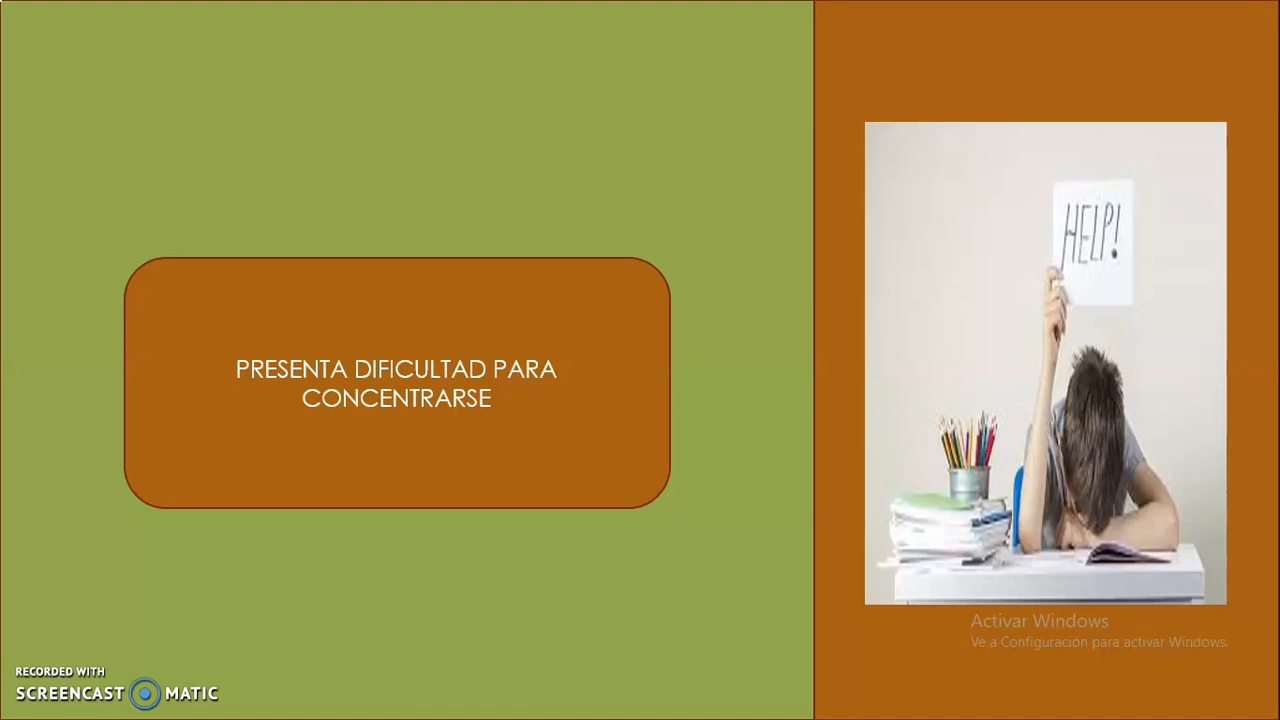 HELP!
PRESENTA DIFICULTAD PARA
CONCENTRARSE
Activar Windows
Ve a Configuración para activar Windows.
RECORDED WITH
SCREENCAST MATIC